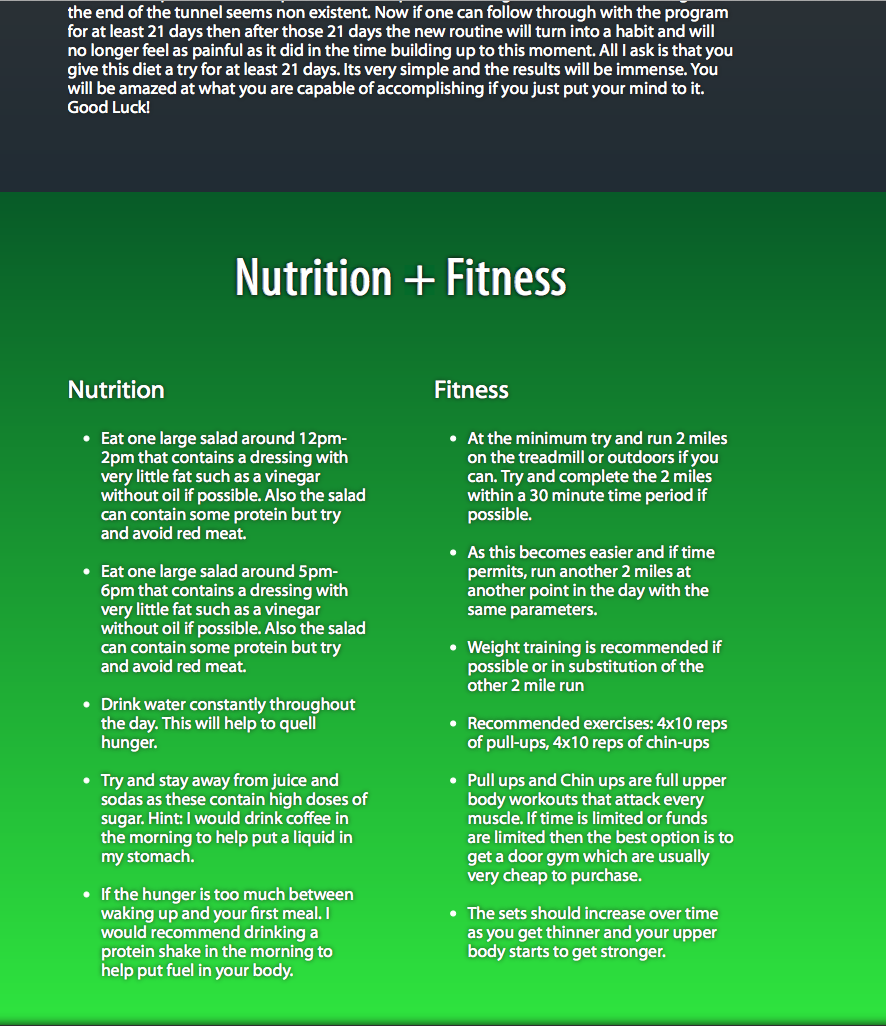 the end of the tunnel seems non existent. Now if one can follow through with the program
for at least 21 days then after those 21 days the new routine will turn into a habit and will
no longer feel as painful as it did in the time building up to this moment. All I ask is that you
give this diet a try for at least 21 days. Its very simple and the results will be immense. You
will be amazed at what you are capable of accomplishing if you just put your mind to it.
Good Luck!
Nutrition + Fitness
Nutrition
• Eat one large salad around 12pm-
2pm that contains a dressing with
very little fat such as a vinegar
without oil if possible. Also the salad
can contain some protein but try
and avoid red meat.
• Eat one large salad around 5pm-
6pm that contains a dressing with
very little fat such as a vinegar
without oil if possible. Also the salad
can contain some protein but try
and avoid red meat.
• Drink water constantly throughout
the day. This will help to quell
hunger.
• Try and stay away from juice and
sodas as these contain high doses of
sugar. Hint: I would drink coffee in
the morning to help put a liquid in
my stomach.
• If the hunger is too much between
waking up and your first meal. I
would recommend drinking a
protein shake in the morning to
help put fuel in your body.
Fitness
• At the minimum try and run 2 miles
on the treadmill or outdoors if you
can. Try and complete the 2 miles
within a 30 minute time period if
possible.
• As this becomes easier and if time
permits, run another 2 miles at
another point in the day with the
same parameters.
• Weight training is recommended if
possible or in substitution of the
other 2 mile run
• Recommended exercises: 4x10 reps
of pull-ups, 4x10 reps of chin-ups
• Pull ups and Chin ups are full upper
body workouts that attack every
muscle. If time is limited or funds
are limited then the best option is to
get a door gym which are usually
very cheap to purchase.
• The sets should increase over time
as you get thinner and your upper
body starts to get stronger.